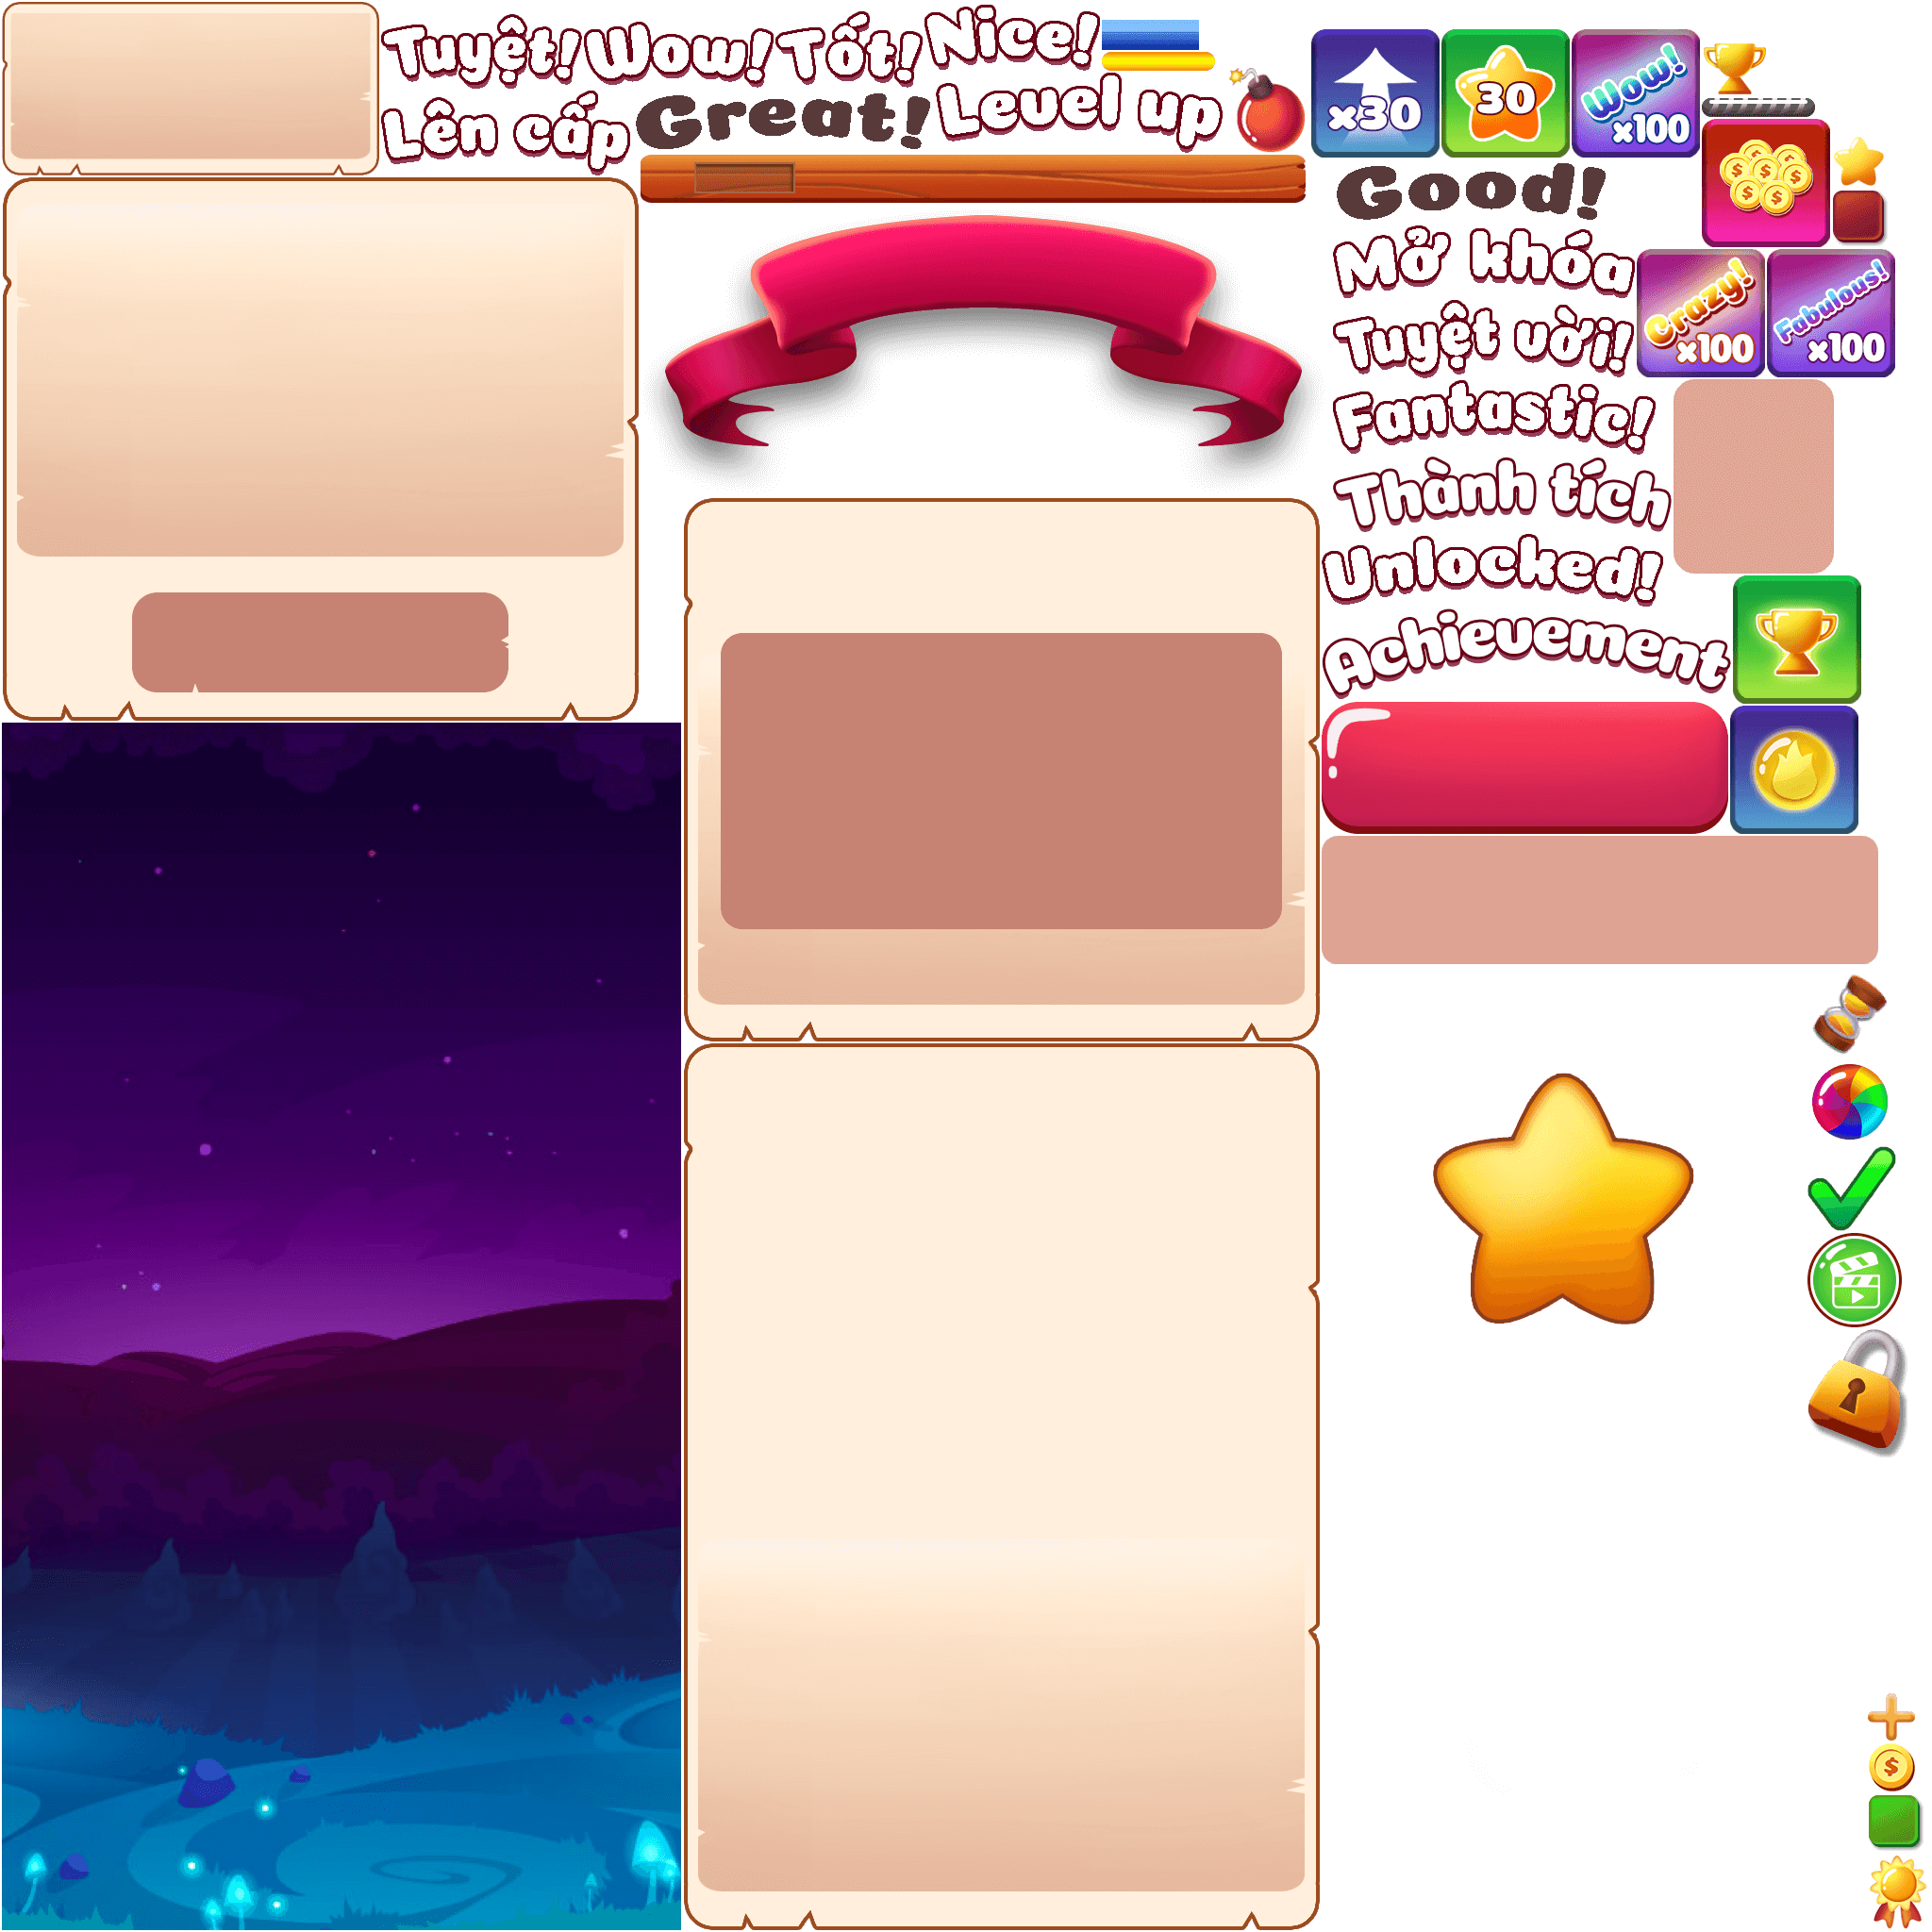 Tuyệt! Wow! Tốt! Nice!
Lên cấp Great! Level up
x30
30
Wow!
x100
Good!
Mở khóa
Crazy!
x100
Fabulous!
x100
Tuyệt vời!
Fantastic!
Thành tích
Unlocked!
Achievement